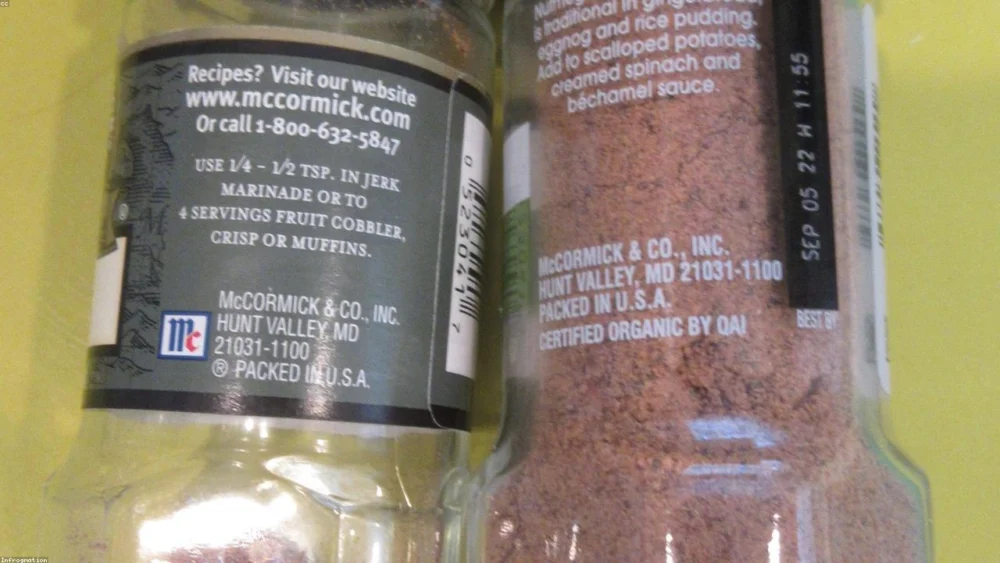 Recipes? Visit our website
www.mccormick.com
Or call 1-800-632-5847
USE 1/4 - 1/2 TSP. IN JERK
MARINADE OR TO
4 SERVINGS FRUIT COBBLER,
CRISP OR MUFFINS.
Mc
McCORMICK & CO., INC.
HUNT VALLEY, MD
21031-1100
® PACKED IN U.S.A.
is traditional in
eggnog and rice pudding.
Add to scalloped potatoes,
creamed spinach and
béchamel sauce.
McCORMICK & CO., INC.
HUNT VALLEY, MD 21031-1100
PACKED IN U.S.A.
CERTIFIED ORGANIC BY QAI
SEP 05 22 H 11:55
BEST BY
Infrogmation
cc